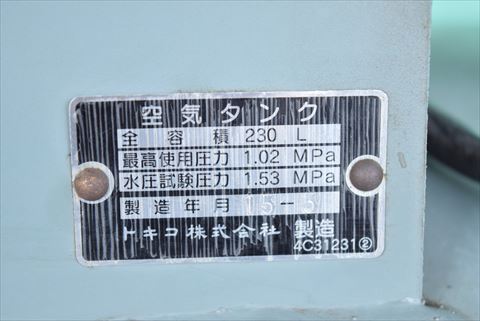 空気タンク
全容積 230 L
最高使用圧力 1.02 MPa
水圧試験圧力 1.53 MPa
製造年月 15-5
トキコ株式会社 製造
4C31231②